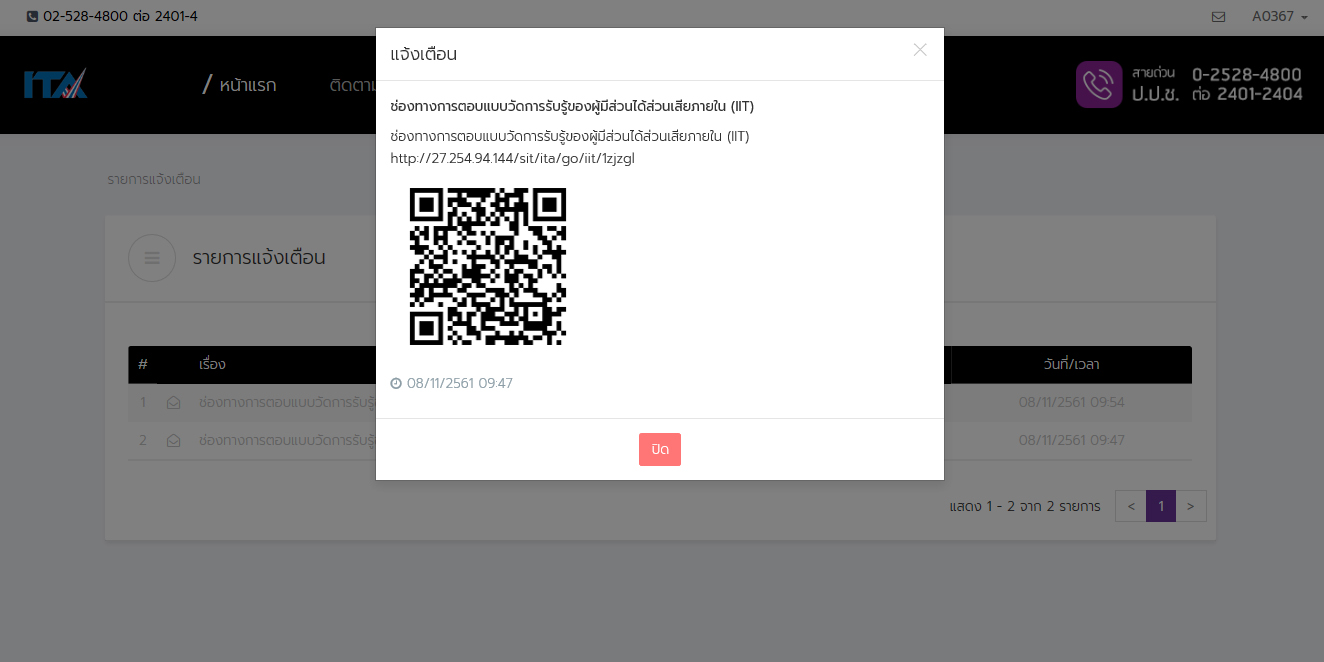 02-528-4800 ต่อ 2401-4
A0367
ITA
/ หน้าแรก
ติดตาม
สายด่วน 0-2528-4800
ป.ป.ช. ต่อ 2401-2404
แจ้งเตือน
ช่องทางการตอบแบบวัดการรับรู้ของผู้มีส่วนได้ส่วนเสียภายใน (IIT)
ช่องทางการตอบแบบวัดการรับรู้ของผู้มีส่วนได้ส่วนเสียภายใน (IIT)
http://27.254.94.144/sit/ita/go/iit/1zjzgl
08/11/2561 09:47
ปิด
รายการแจ้งเตือน
รายการแจ้งเตือน
# เรื่อง วันที่/เวลา
1 ช่องทางการตอบแบบวัดการรับรู้ 08/11/2561 09:54
2 ช่องทางการตอบแบบวัดการรับรู้ 08/11/2561 09:47
แสดง 1 - 2 จาก 2 รายการ < 1 >